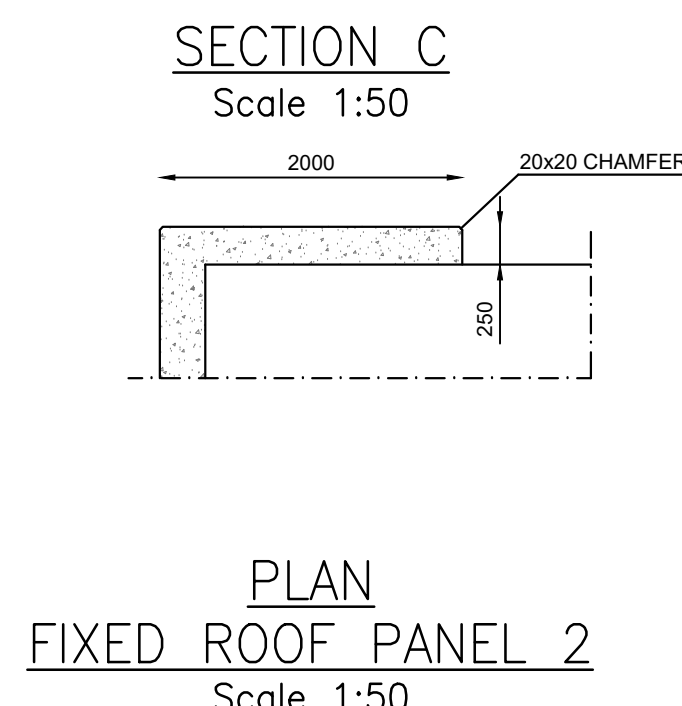 SECTION C
Scale 1:50
2000
20x20 CHAMFER
250
PLAN
FIXED ROOF PANEL 2
Scale 1:50